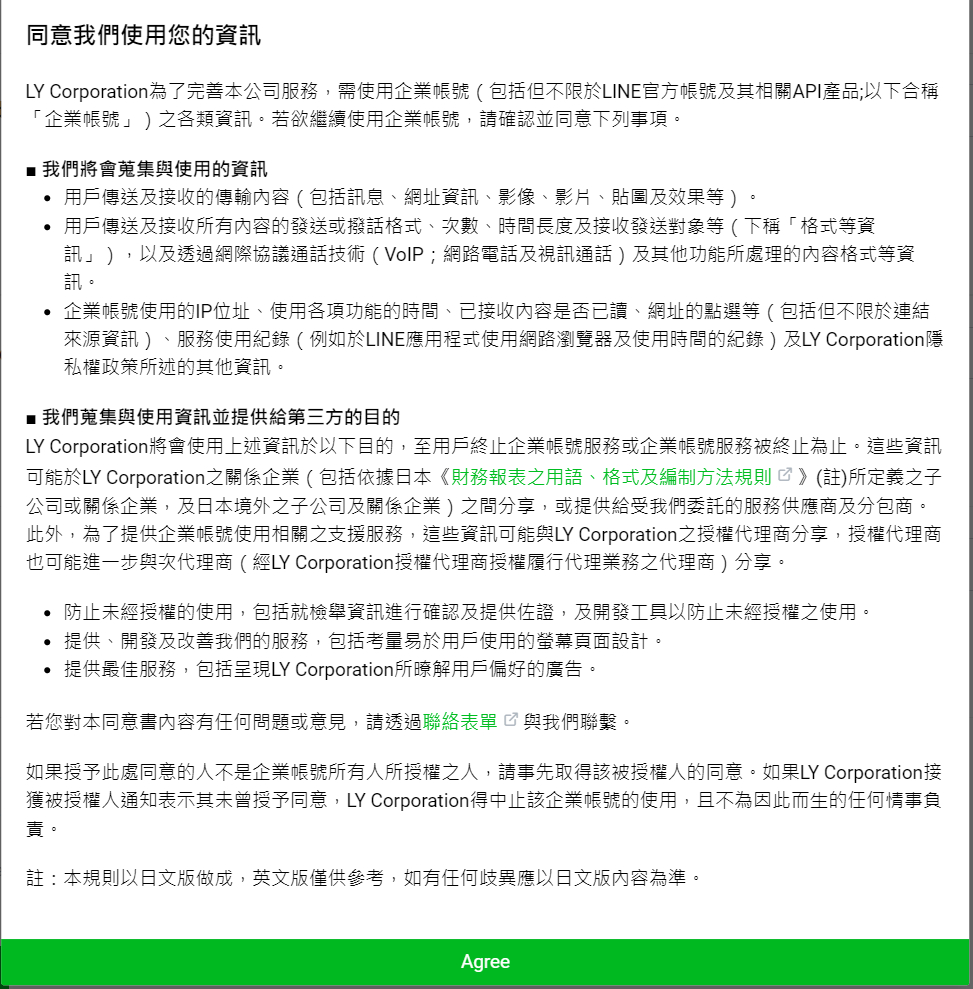 同意我們使用您的資訊
LY Corporation為了完善本公司服務，需使用企業帳號（包括但不限於LINE官方帳號及其相關API產品;以下合稱
「企業帳號」）之各類資訊。若欲繼續使用企業帳號，請確認並同意下列事項。
■ 我們將會蒐集與使用的資訊
• 用戶傳送及接收的傳輸內容（包括訊息、網址資訊、影像、影片、貼圖及效果等）。
• 用戶傳送及接收所有內容的發送或撥話格式、次數、時間長度及接收發送對象等（下稱「格式等資
訊」），以及透過網際協議通話技術（VoIP；網路電話及視訊通話）及其他功能所處理的內容格式等資
訊。
• 企業帳號使用的IP位址、使用各項功能的時間、已接收內容是否已讀、網址的點選等（包括但不限於連結
來源資訊）、服務使用紀錄（例如於LINE應用程式使用網路瀏覽器及使用時間的紀錄）及LY Corporation隱
私權政策所述的其他資訊。
■ 我們蒐集與使用資訊並提供給第三方的目的
LY Corporation將會使用上述資訊於以下目的，至用戶終止企業帳號服務或企業帳號服務被終止為止。這些資訊
可能於LY Corporation之關係企業（包括依據日本《財務報表之用語、格式及編制方法規則》(註)所定義之子
公司或關係企業，及日本境外之子公司及關係企業）之間分享，或提供給受我們委託的服務供應商及分包商。
此外，為了提供企業帳號使用相關之支援服務，這些資訊可能與LY Corporation之授權代理商分享，授權代理商
也可能進一步與次代理商（經LY Corporation授權代理商授權履行代理業務之代理商）分享。
• 防止未經授權的使用，包括就檢舉資訊進行確認及提供佐證，及開發工具以防止未經授權之使用。
• 提供、開發及改善我們的服務，包括考量易於用戶使用的螢幕頁面設計。
• 提供最佳服務，包括呈現LY Corporation所暸解用戶偏好的廣告。
若您對本同意書內容有任何問題或意見，請透過聯絡表單 與我們聯繫。
如果授予此處同意的人不是企業帳號所有人所授權之人，請事先取得該被授權人的同意。如果LY Corporation接
獲被授權人通知表示其未曾授予同意，LY Corporation得中止該企業帳號的使用，且不為因此而生的任何情事負
責。
註：本規則以日文版做成，英文版僅供參考，如有任何歧異應以日文版內容為準。
Agree